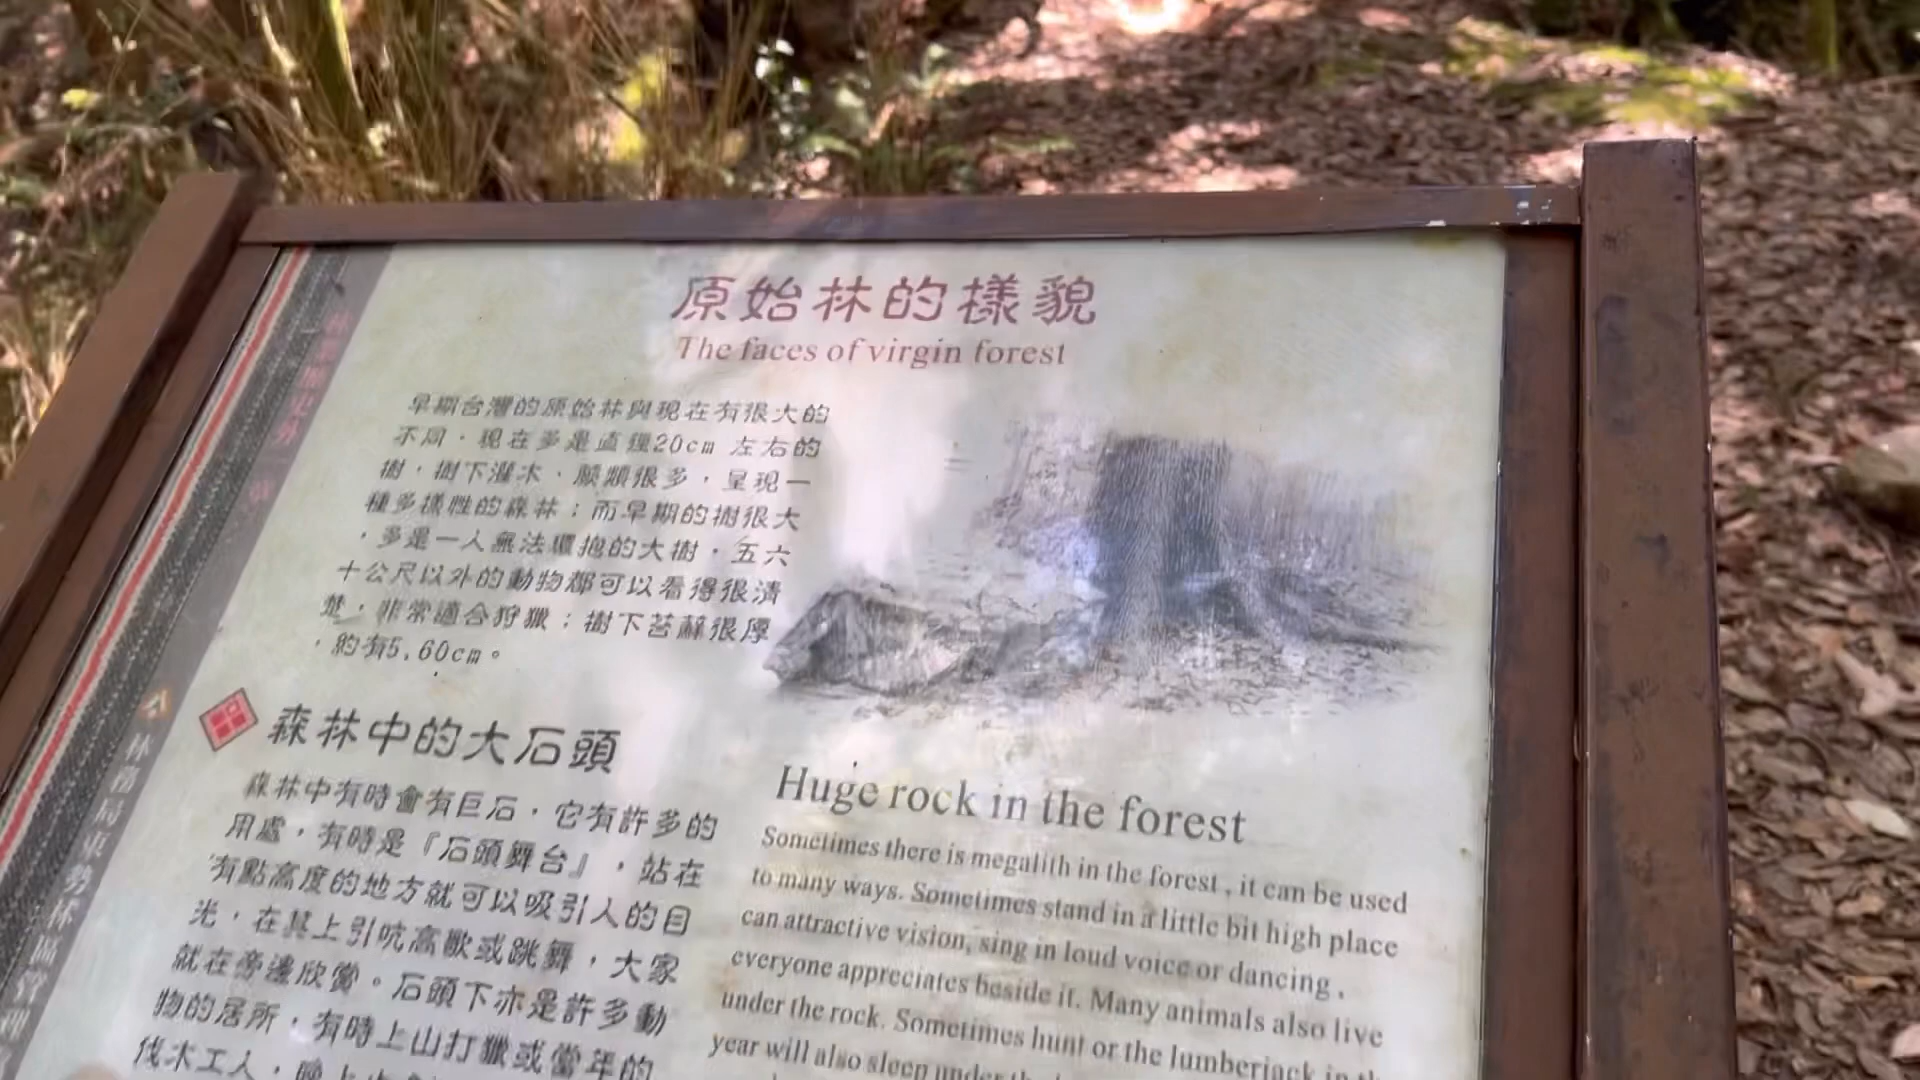 原始林的樣貌
The faces of virgin forest
早期台灣的原始林與現在有很大的
不同，現在多是直徑20cm 左右的
樹，樹下灌木、蕨類很多，呈現一
種多樣性的森林；而早期的樹很大
，多是一人無法環抱的大樹，五六
十公尺以外的動物都可以看得很清
楚，非常適合狩獵；樹下苔蘚很厚
，約有5,60cm。
森林中的大石頭
森林中有時會有巨石，它有許多的
用處，有時是『石頭舞台』，站在
有點高度的地方就可以吸引人的目
光，在其上引吭高歌或跳舞，大家
就在旁邊欣賞。石頭下亦是許多動
物的居所，有時上山打獵或當年的
伐木工人，晚上
Huge rock in the forest
Sometimes there is megalith in the forest , it can be used
to many ways. Sometimes stand in a little bit high place
can attractive vision, sing in loud voice or dancing ,
everyone appreciates beside it. Many animals also live
under the rock. Sometimes hunt or the lumberjack in
year will also sleep under
林務局東勢林區管理